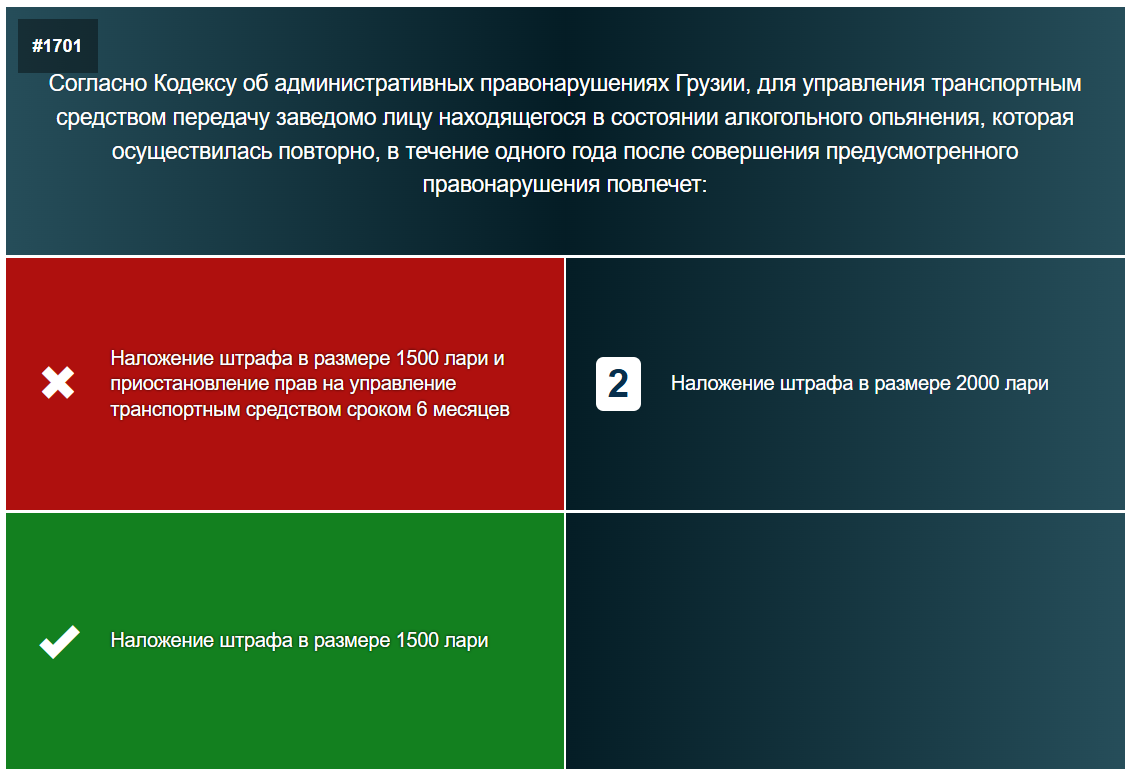 #1701
Согласно Кодексу об административных правонарушениях Грузии, для управления транспортным
средством передачу заведомо лицу находящегося в состоянии алкогольного опьянения, которая
осуществилась повторно, в течение одного года после совершения предусмотренного
правонарушения повлечет:
Наложение штрафа в размере 1500 лари и
приостановление прав на управление
транспортным средством сроком 6 месяцев
2
Наложение штрафа в размере 2000 лари
Наложение штрафа в размере 1500 лари